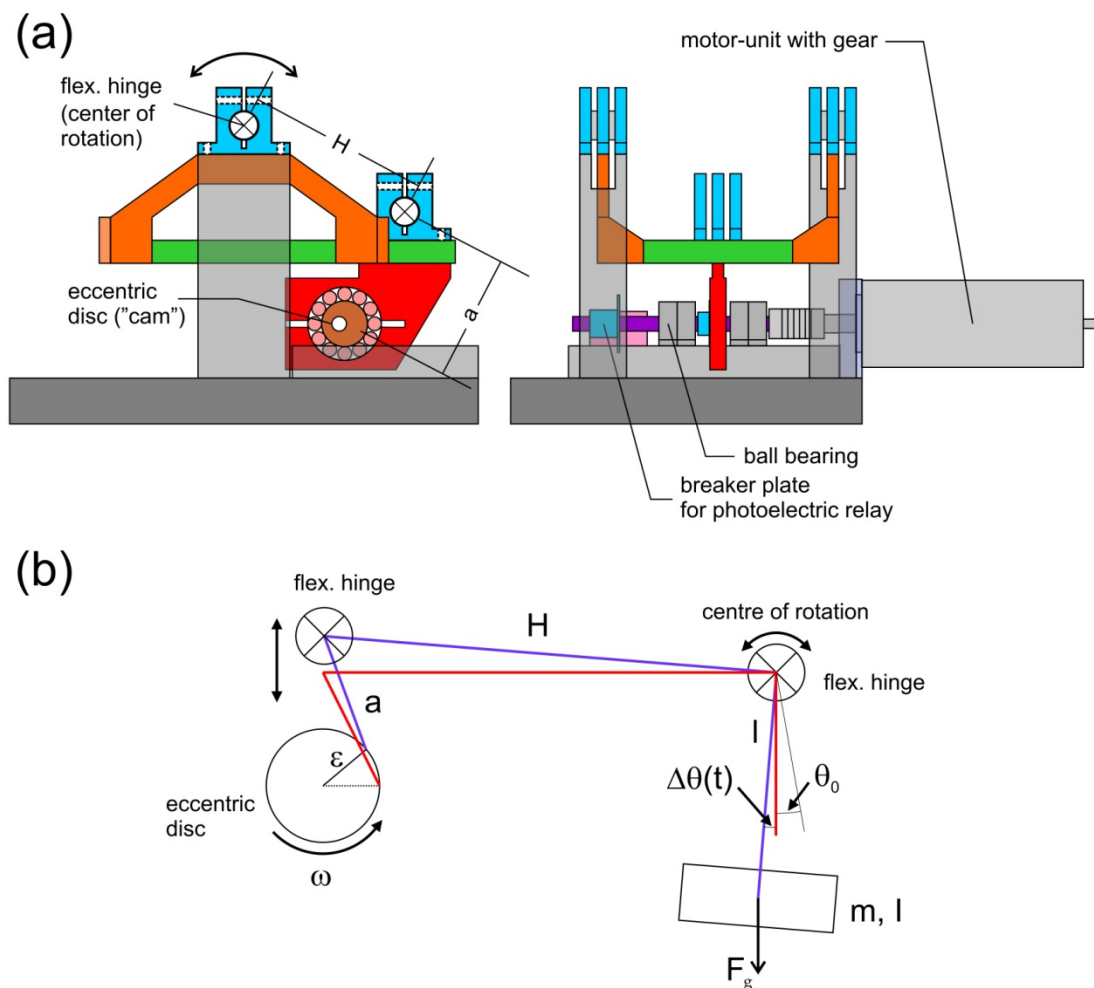 (a)
flex. hinge
(center of
rotation)
H
eccentric
disc ("cam")
a
motor-unit with gear
ball bearing
breaker plate
for photoelectric relay
(b)
flex. hinge
H
centre of rotation
flex. hinge
a
l
ε
Δθ(t)
θ₀
eccentric
disc
ω
m, I
F_g